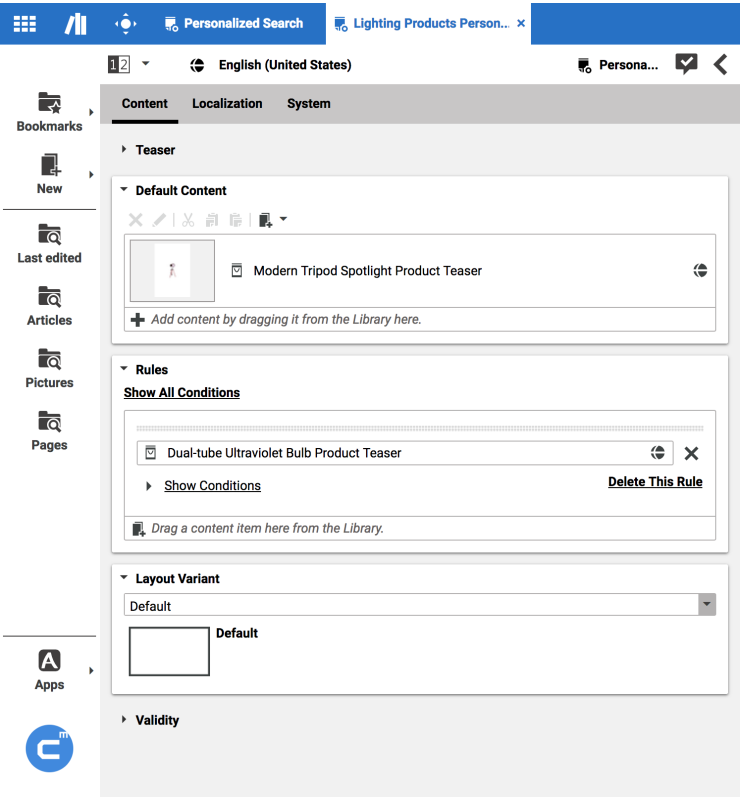 Personalized Search
Lighting Products Person... ×
12
English (United States)
Persona...
Content Localization System
Bookmarks
New
Last edited
Articles
Pictures
Pages
Apps
A
C m
Teaser
Default Content
Modern Tripod Spotlight Product Teaser
Add content by dragging it from the Library here.
Rules
Show All Conditions
Dual-tube Ultraviolet Bulb Product Teaser
Show Conditions
Delete This Rule
Drag a content item here from the Library.
Layout Variant
Default
Default
Validity